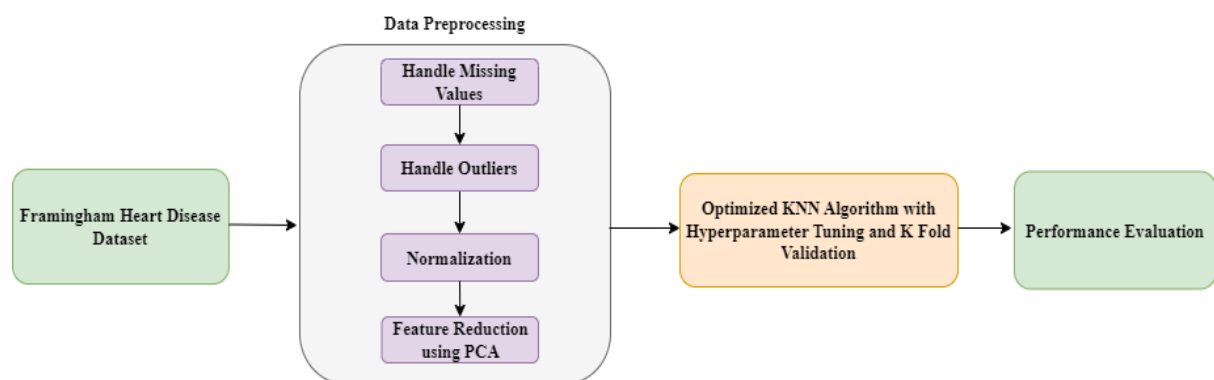 Data Preprocessing
Handle Missing
Values
Handle Outliers
Normalization
Feature Reduction
using PCA
Framingham Heart Disease
Dataset
Optimized KNN Algorithm with
Hyperparameter Tuning and K Fold
Validation
Performance Evaluation